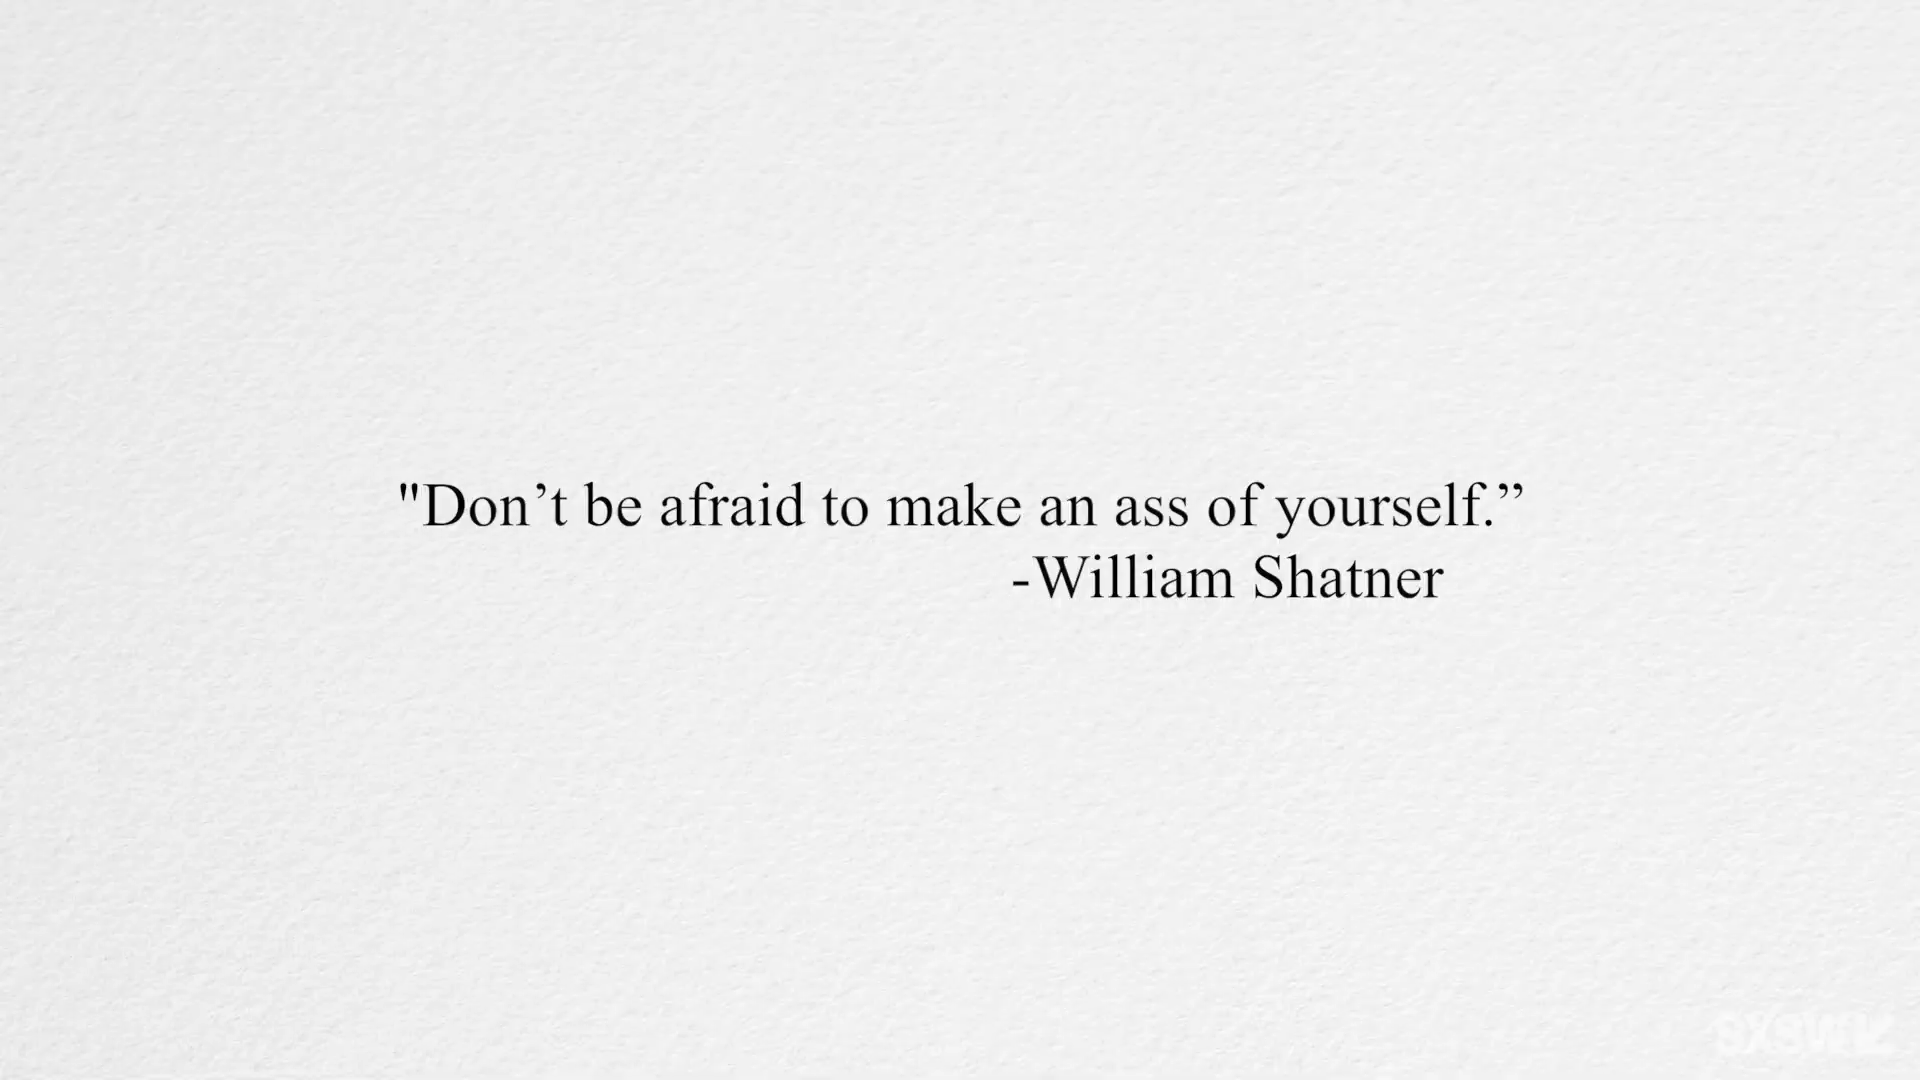 "Don’t be afraid to make an ass of yourself.”
-William Shatner
SXSW